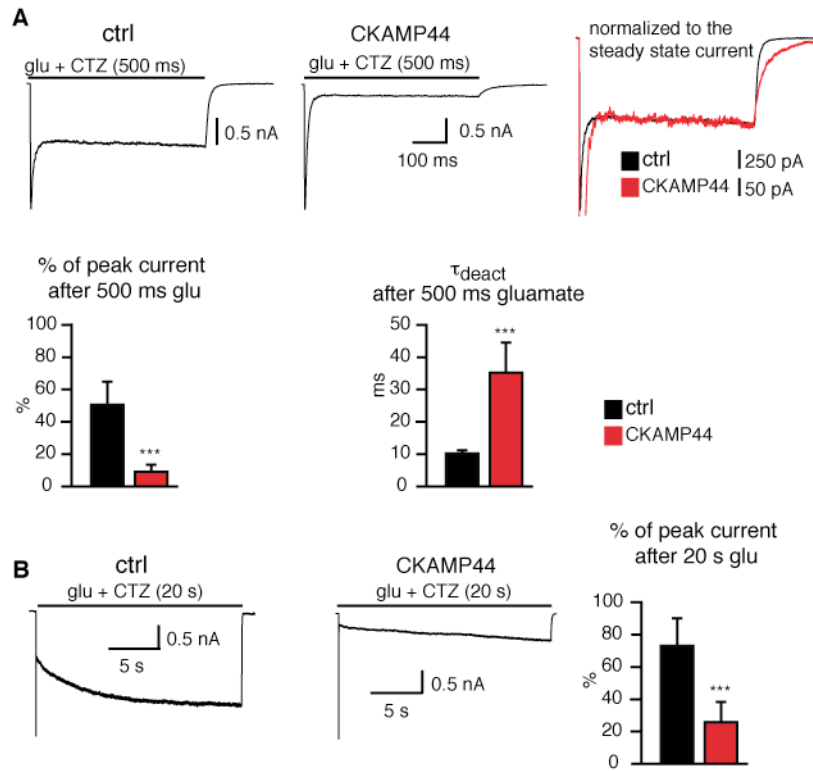 A
ctrl
glu + CTZ (500 ms)
0.5 nA
CKAMP44
glu + CTZ (500 ms)
0.5 nA
100 ms
normalized to the
steady state current
ctrl
CKAMP44
250 pA
50 pA
% of peak current
after 500 ms glu
100
80
60
40
20
0
%
***
τdeact
after 500 ms gluamate
50
40
30
20
10
0
ms
***
ctrl
CKAMP44
B
ctrl
glu + CTZ (20 s)
0.5 nA
5 s
CKAMP44
glu + CTZ (20 s)
0.5 nA
5 s
% of peak current
after 20 s glu
80
60
40
20
0
%
***